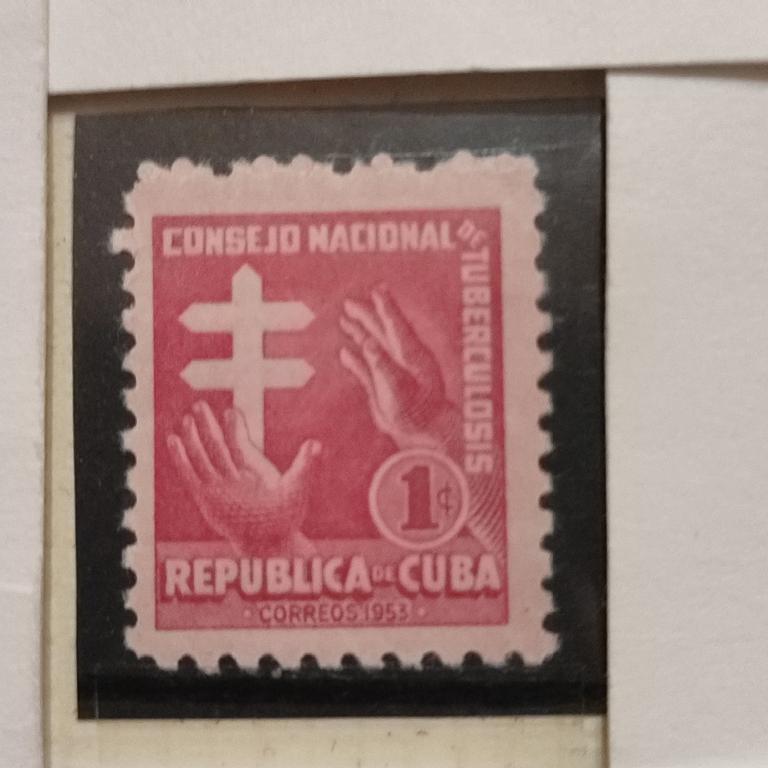 CONSEJO NACIONAL
DE TUBERCULOSIS
1¢
REPUBLICA DE CUBA
CORREOS 1953